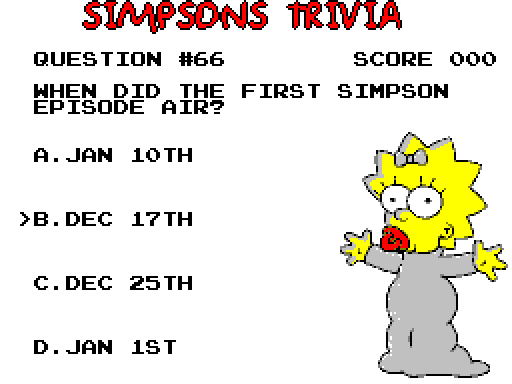 SIMPSONS TRIVIA
QUESTION #66 SCORE 000
WHEN DID THE FIRST SIMPSON
EPISODE AIR?
A.JAN 10TH
>B.DEC 17TH
C.DEC 25TH
D.JAN 1ST